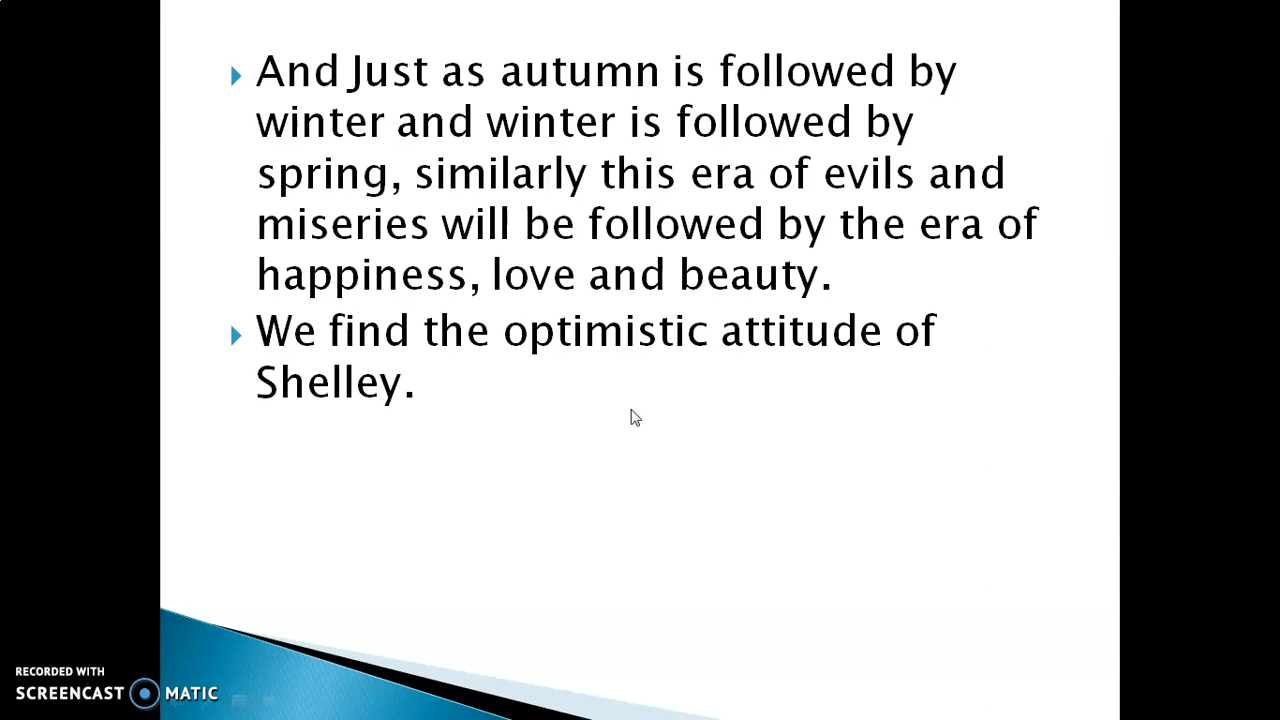 And Just as autumn is followed by
winter and winter is followed by
spring, similarly this era of evils and
miseries will be followed by the era of
happiness, love and beauty.
We find the optimistic attitude of
Shelley.
RECORDED WITH
SCREENCAST MATIC